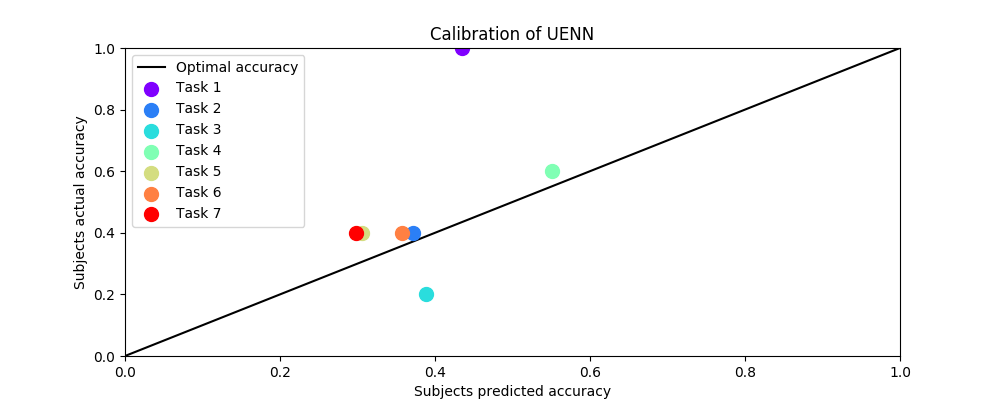 Calibration of UENN
1.0
0.8
0.6
0.4
0.2
0.0
Subjects actual accuracy
Optimal accuracy
Task 1
Task 2
Task 3
Task 4
Task 5
Task 6
Task 7
0.0 0.2 0.4 0.6 0.8 1.0
Subjects predicted accuracy